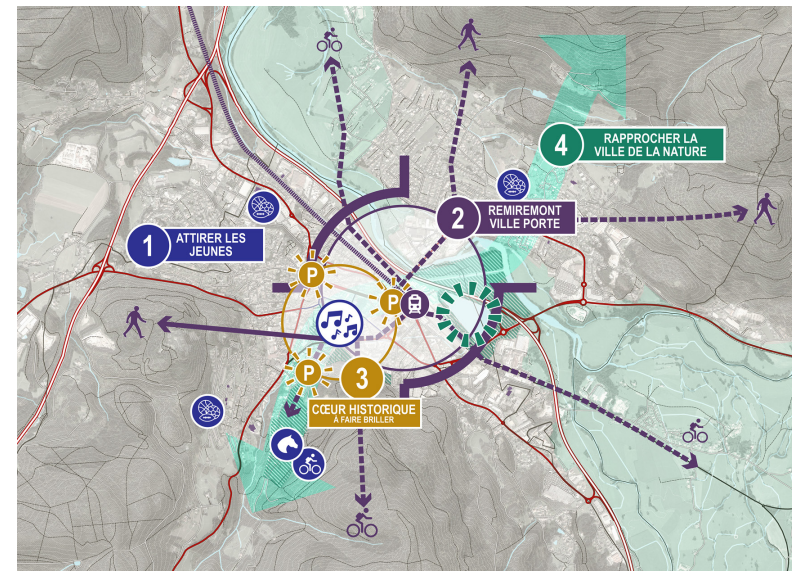 4
RAPPROCHER LA
VILLE DE LA NATURE
2
REMIREMONT
VILLE PORTE
1
ATTIRER LES
JEUNES
P
P
P
3
CŒUR HISTORIQUE
À FAIRE BRILLER